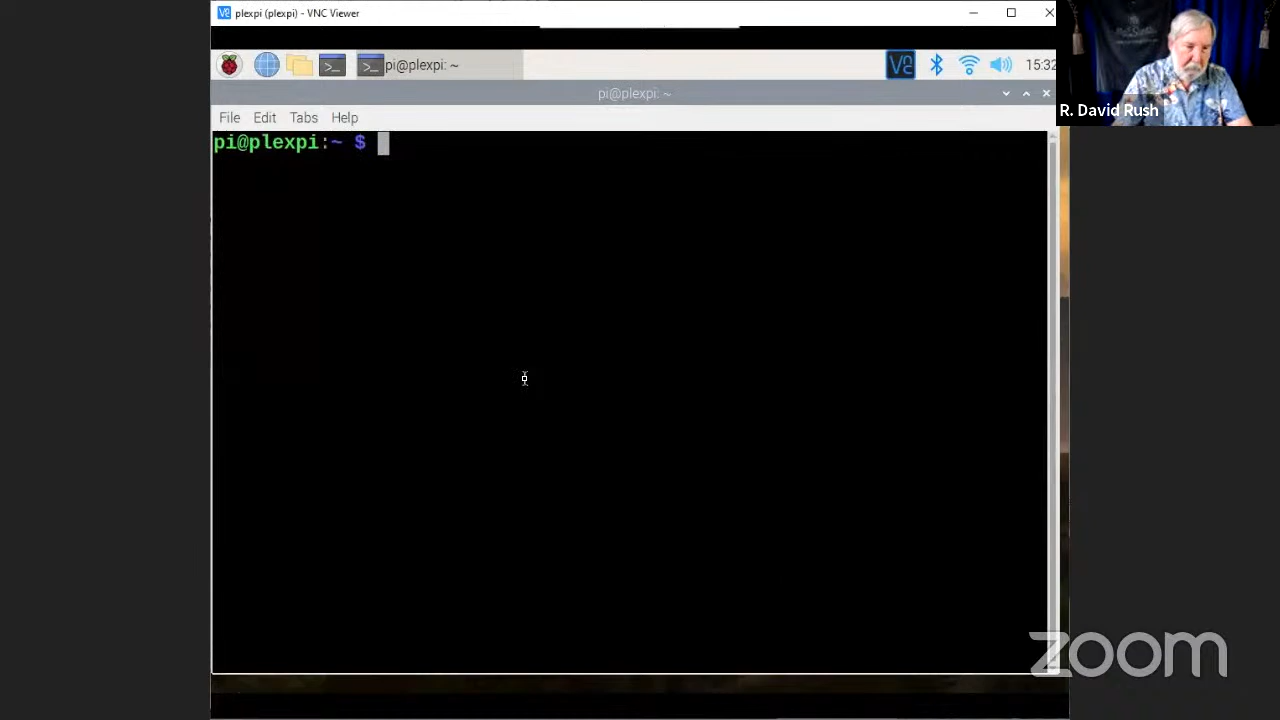 plexpi (plexpi) - VNC Viewer
pi@plexpi: ~
15:32
pi@plexpi: ~
File Edit Tabs Help
pi@plexpi:~ $
R. David Rush
zoom